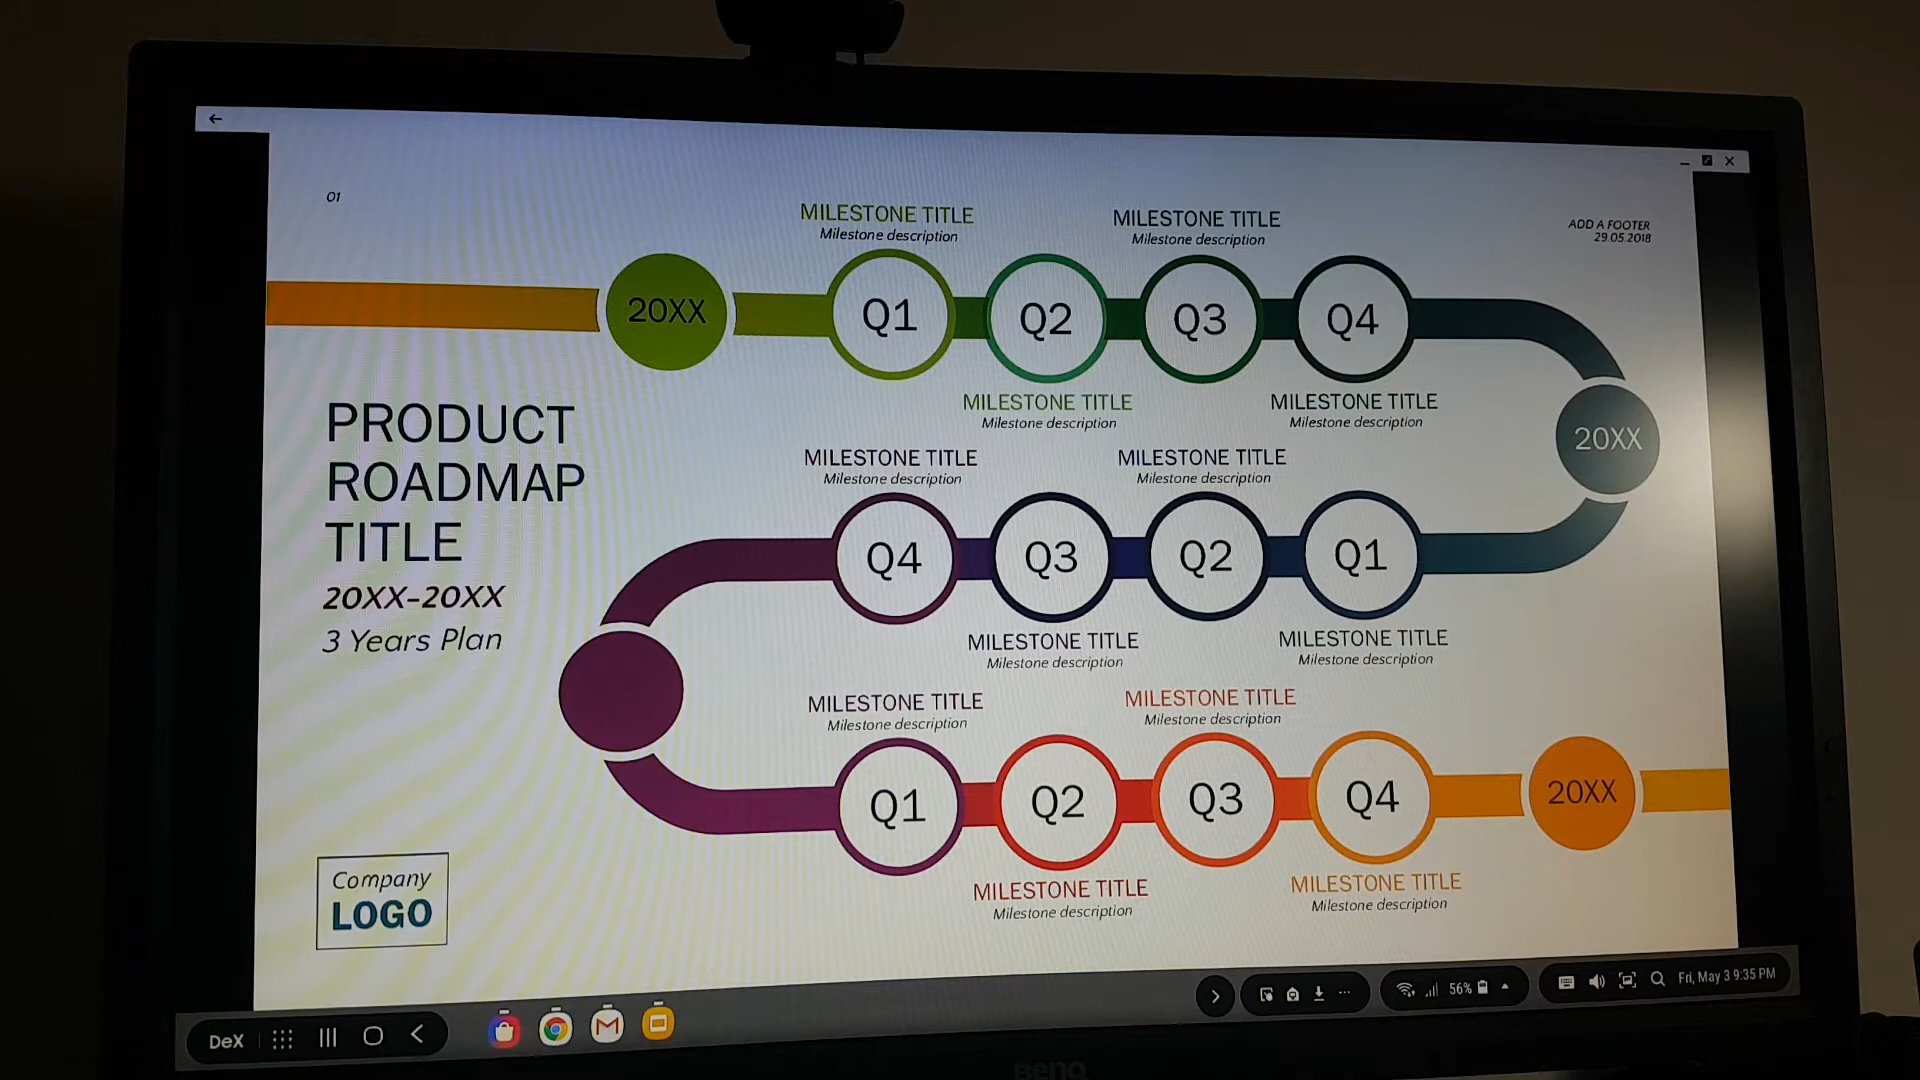 01
ADD A FOOTER
29.05.2018
MILESTONE TITLE
Milestone description
MILESTONE TITLE
Milestone description
20XX
Q1
Q2
Q3
Q4
MILESTONE TITLE
Milestone description
MILESTONE TITLE
Milestone description
20XX
PRODUCT
ROADMAP
TITLE
20XX-20XX
3 Years Plan
MILESTONE TITLE
Milestone description
MILESTONE TITLE
Milestone description
Q4
Q3
Q2
Q1
MILESTONE TITLE
Milestone description
MILESTONE TITLE
Milestone description
MILESTONE TITLE
Milestone description
MILESTONE TITLE
Milestone description
Q1
Q2
Q3
Q4
20XX
MILESTONE TITLE
Milestone description
MILESTONE TITLE
Milestone description
Company
LOGO
DeX
56%
Fri, May 3 9:35 PM
BenQ